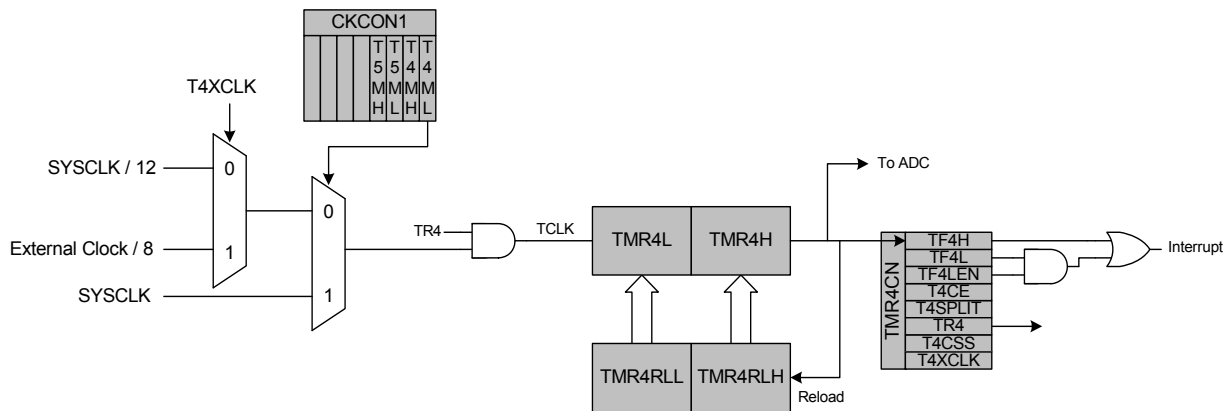 CKCON1
T5MH
T5ML
T4MH
T4ML
T4XCLK
SYSCLK / 12
0
1
External Clock / 8
SYSCLK
0
1
TR4
TCLK
TMR4L
TMR4H
To ADC
TMR4RLL
TMR4RLH
Reload
TMR4CN
TF4H
TF4L
TF4LEN
T4CE
T4SPLIT
TR4
T4CSS
T4XCLK
Interrupt